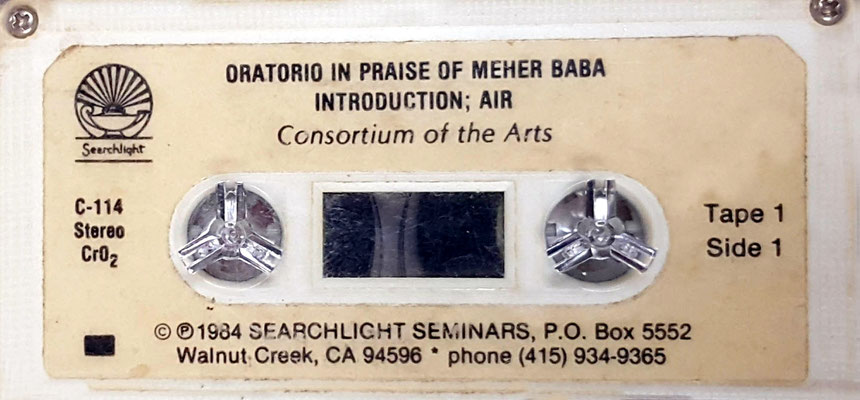 ORATORIO IN PRAISE OF MEHER BABA
INTRODUCTION; AIR
Consortium of the Arts
Searchlight
C-114
Stereo
CrO₂
Tape 1
Side 1
© ℗ 1984 SEARCHLIGHT SEMINARS, P.O. Box 5552
Walnut Creek, CA 94596 * phone (415) 934-9365